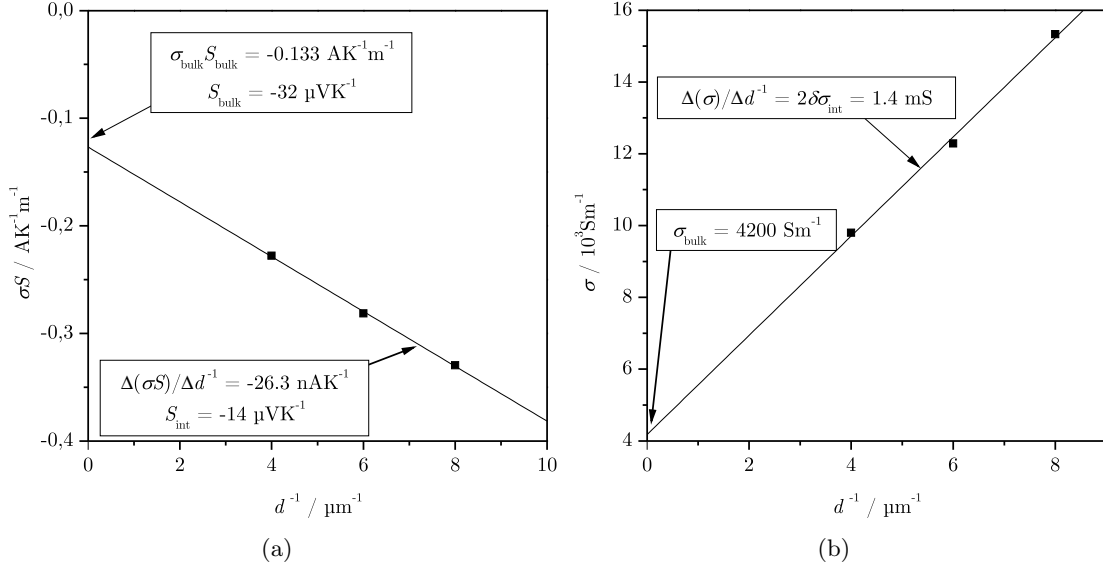 0,0
-0,1
-0,2
-0,3
-0,4
σS / AK⁻¹m⁻¹
σ_bulk S_bulk = -0.133 AK⁻¹m⁻¹
S_bulk = -32 µVK⁻¹
Δ(σS)/Δd⁻¹ = -26.3 nAK⁻¹
S_int = -14 µVK⁻¹
0 2 4 6 8 10
d⁻¹ / µm⁻¹
(a)
16
14
12
10
8
6
4
σ / 10³Sm⁻¹
Δ(σ)/Δd⁻¹ = 2δσ_int = 1.4 mS
σ_bulk = 4200 Sm⁻¹
0 2 4 6 8
d⁻¹ / µm⁻¹
(b)